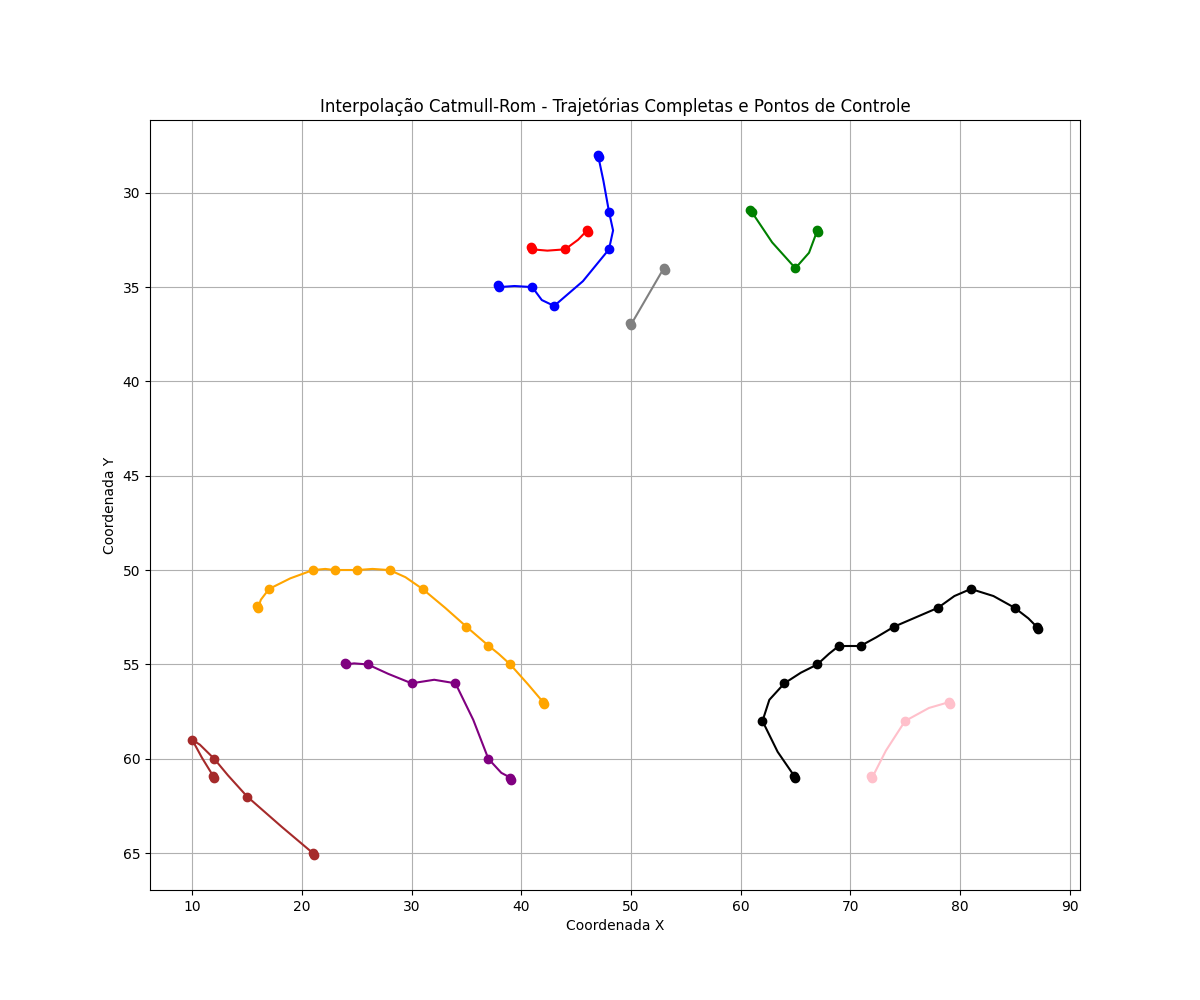 Interpolação Catmull-Rom - Trajetórias Completas e Pontos de Controle
30
35
40
45
50
55
60
65
Coordenada Y
10 20 30 40 50 60 70 80 90
Coordenada X